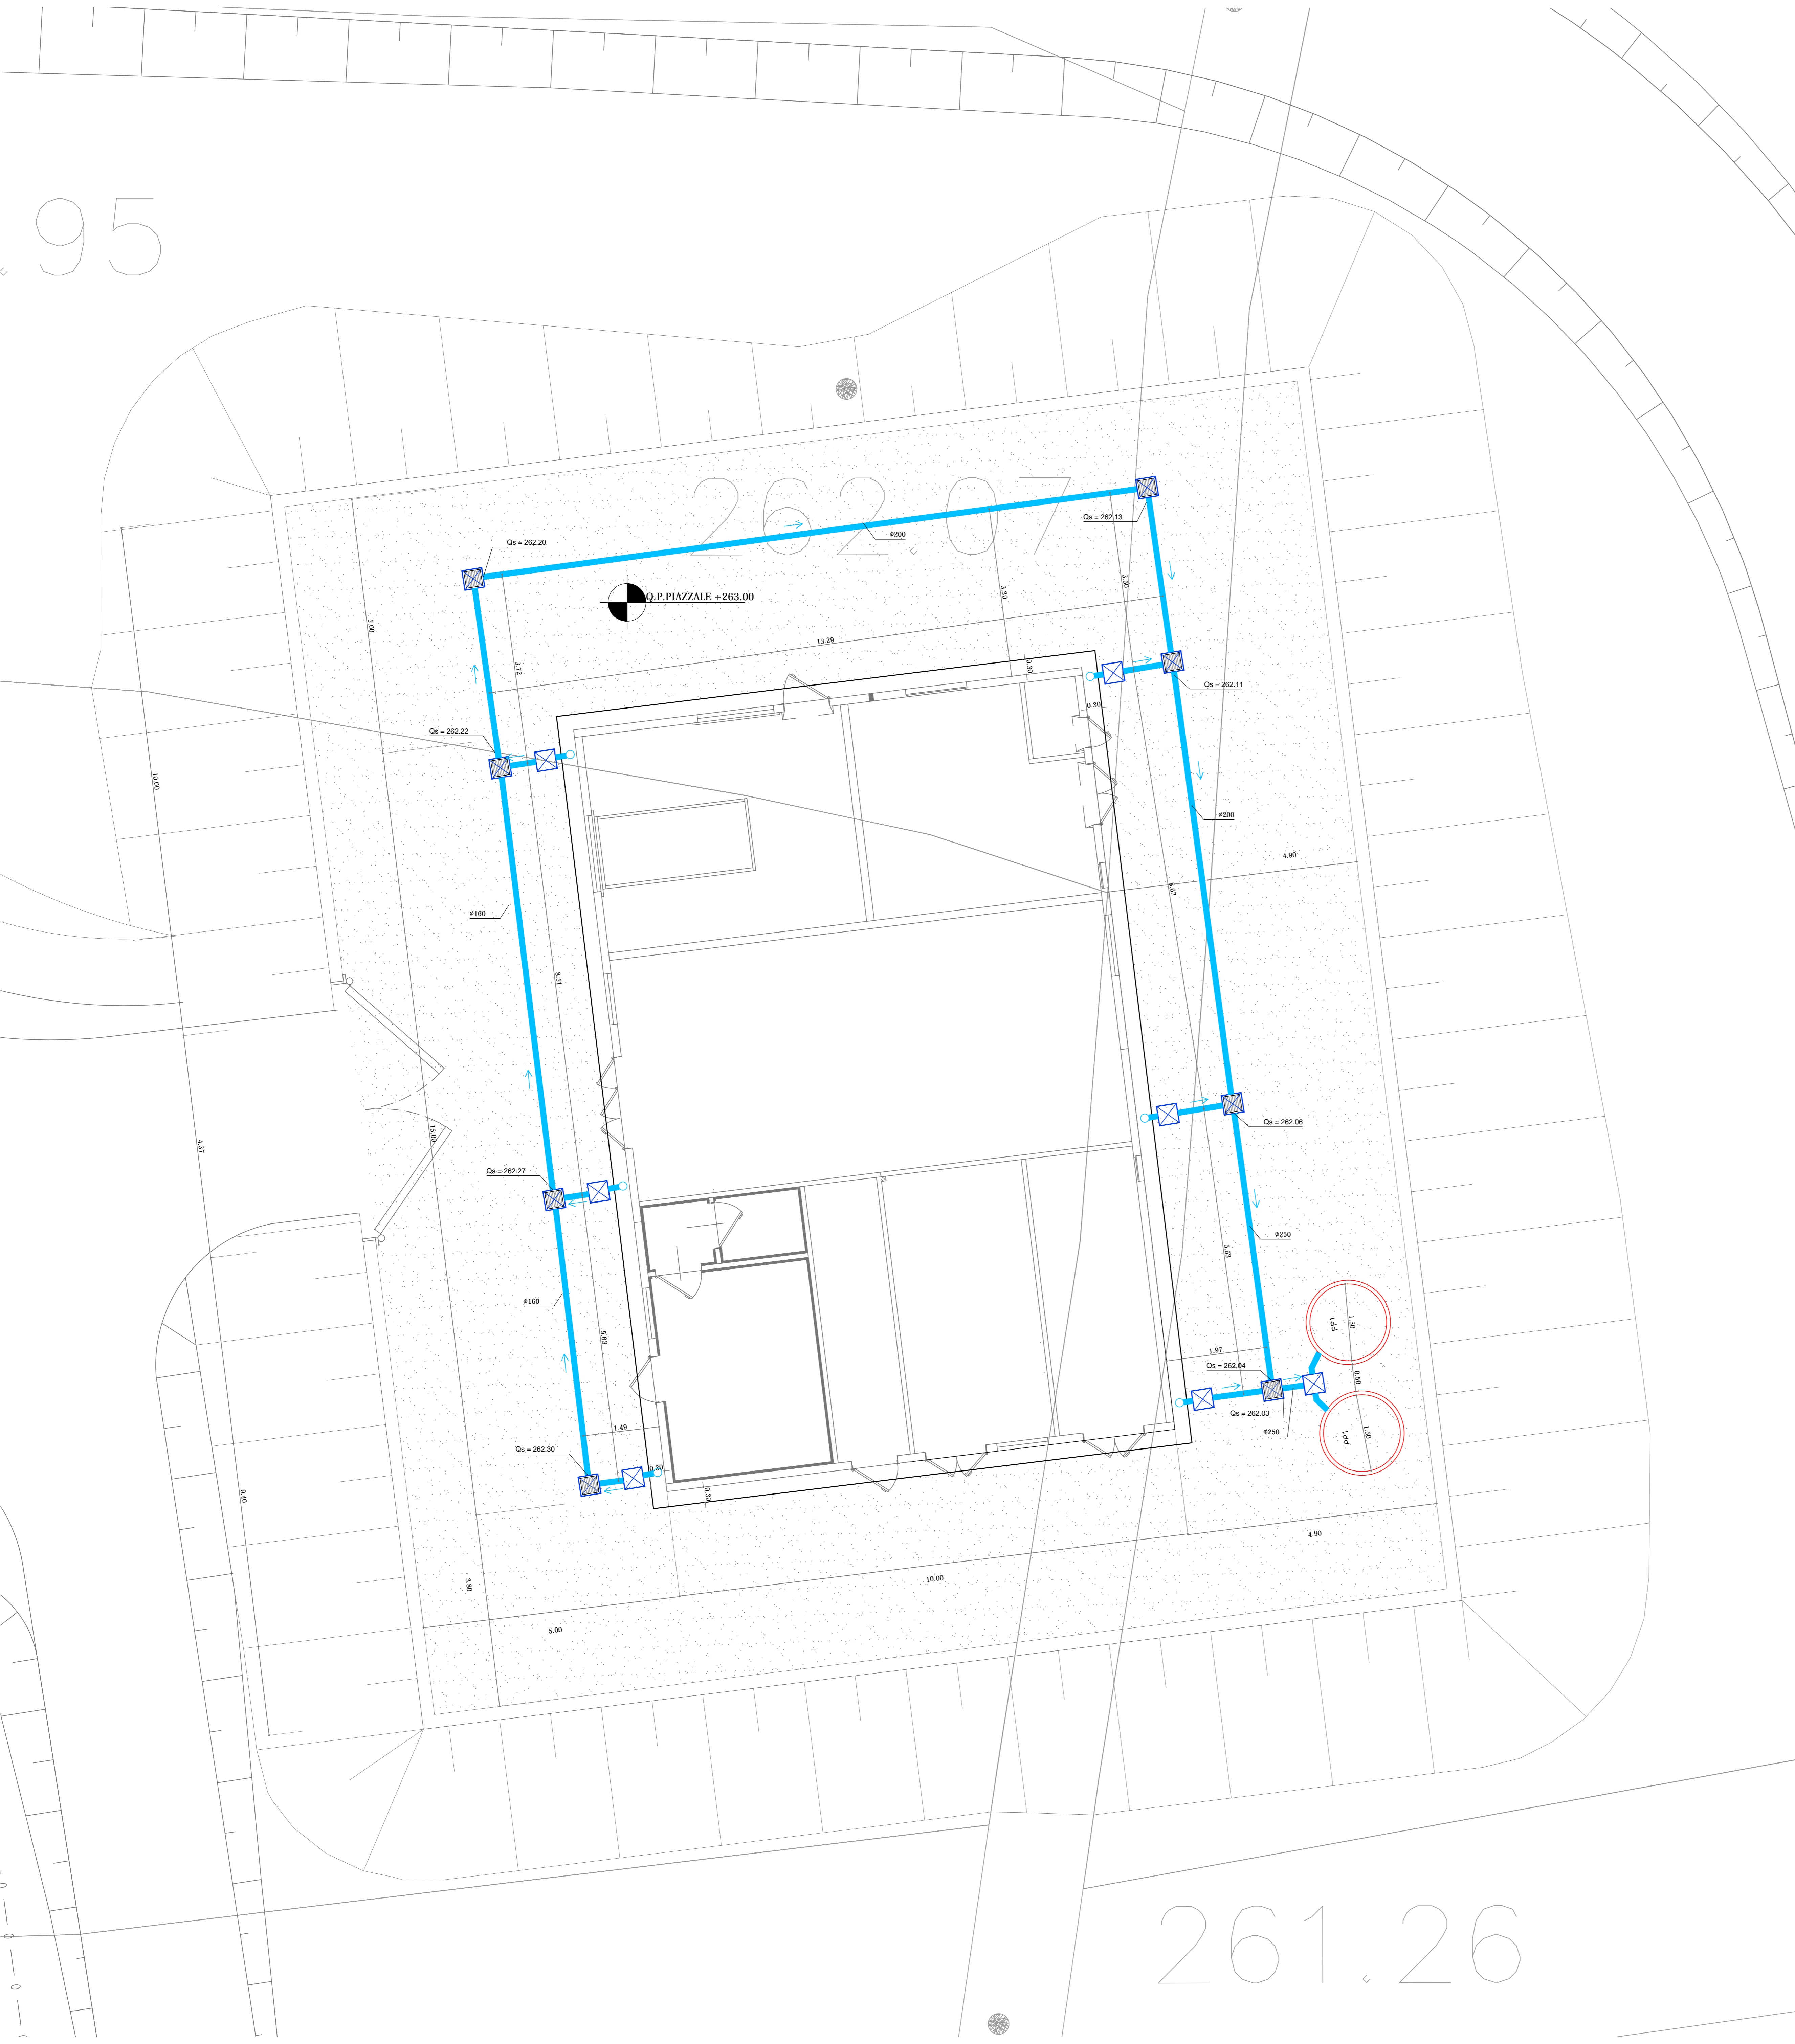 .95
262.07
Qs = 262.13
Qs = 262.20
ø200
Q.P.PIAZZALE +263.00
3.50
3.30
5.00
13.29
3.72
0.30
Qs = 262.11
0.30
Qs = 262.22
10.00
ø200
4.90
8.67
ø160
8.51
Qs = 262.06
15.00
4.37
Qs = 262.27
ø250
5.63
ø160
1.50
PP1
5.63
1.97
Qs = 262.04
0.50
Qs = 262.03
1.49
ø250
1.50
PP1
Qs = 262.30
0.30
0.30
9.40
4.90
10.00
3.80
5.00
261.26